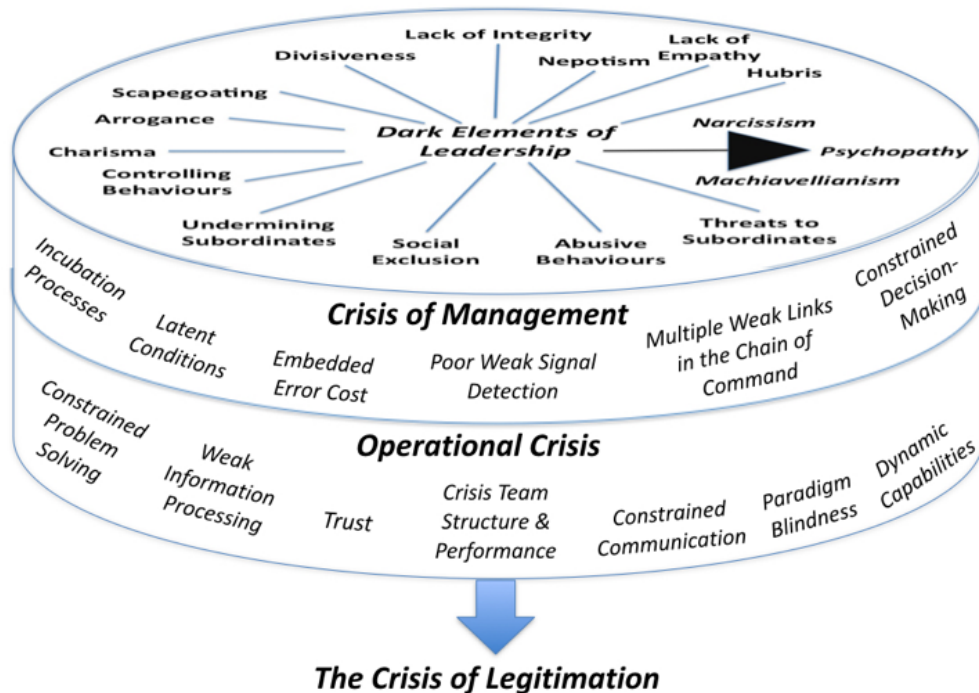 Lack of Integrity
Divisiveness
Nepotism
Lack of
Empathy
Hubris
Scapegoating
Arrogance
Charisma
Controlling
Behaviours
Undermining
Subordinates
Social
Exclusion
Abusive
Behaviours
Threats to
Subordinates
Dark Elements of
Leadership
Narcissism
Psychopathy
Machiavellianism
Crisis of Management
Incubation
Processes
Latent
Conditions
Embedded
Error Cost
Poor Weak Signal
Detection
Multiple Weak Links
in the Chain of
Command
Constrained
Decision-
Making
Operational Crisis
Constrained
Problem
Solving
Weak
Information
Processing
Trust
Crisis Team
Structure &
Performance
Constrained
Communication
Paradigm
Blindness
Dynamic
Capabilities
The Crisis of Legitimation